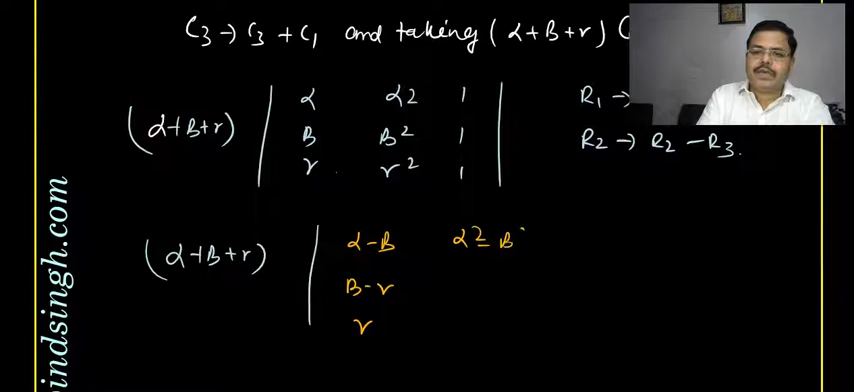 C3 → C3 + C1 and taking (α+β+γ) C
(α+β+γ) | α α2 1 | R1 →
| β β² 1 | R2 → R2 – R3.
| γ γ² 1 |
(α+β+γ) | α–β α²– β
| β–γ
| γ
indsingh.com